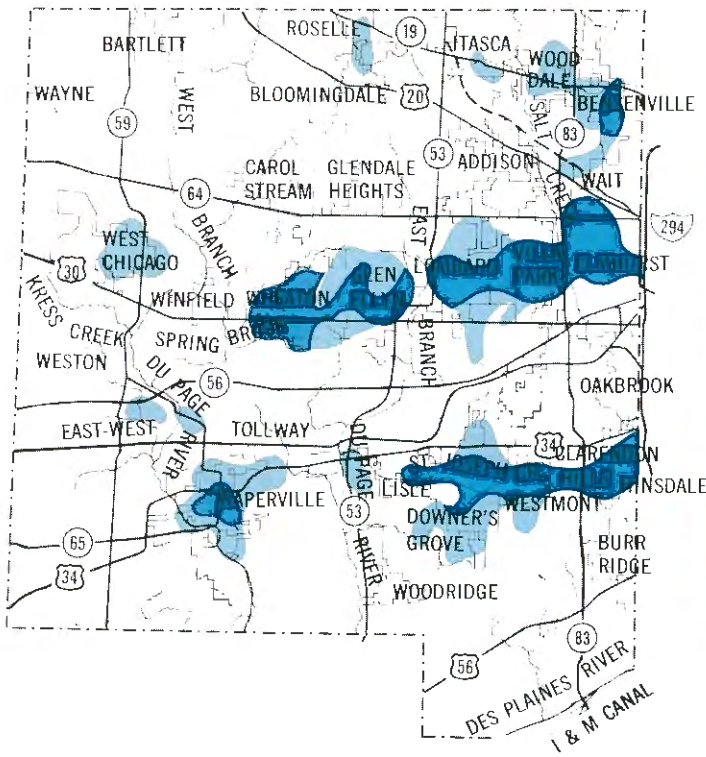 ROSELLE
19
ITASCA
BARTLETT
WOOD
DALE
WAYNE
WEST
BLOOMINGDALE
20
BENSENVILLE
59
SALT CREEK
83
53
ADDISON
CAROL
STREAM
GLENDALE
HEIGHTS
WAIT
64
BRANCH
EAST
294
WEST
CHICAGO
30
LOMBARD
VILLA
PARK
ELMHURST
GLEN
ELLYN
WINFIELD
WHEATON
KRESS
CREEK
SPRING BROOK
BRANCH
WESTON
DU PAGE
RIVER
56
OAKBROOK
EAST-WEST
TOLLWAY
34
CLARENDON
HILLS
DU PAGE
RIVER
ST JOSEPH
LISLE
HINSDALE
NAPERVILLE
53
WESTMONT
DOWNER'S
GROVE
65
BURR
RIDGE
34
WOODRIDGE
83
56
DES PLAINES RIVER
I & M CANAL